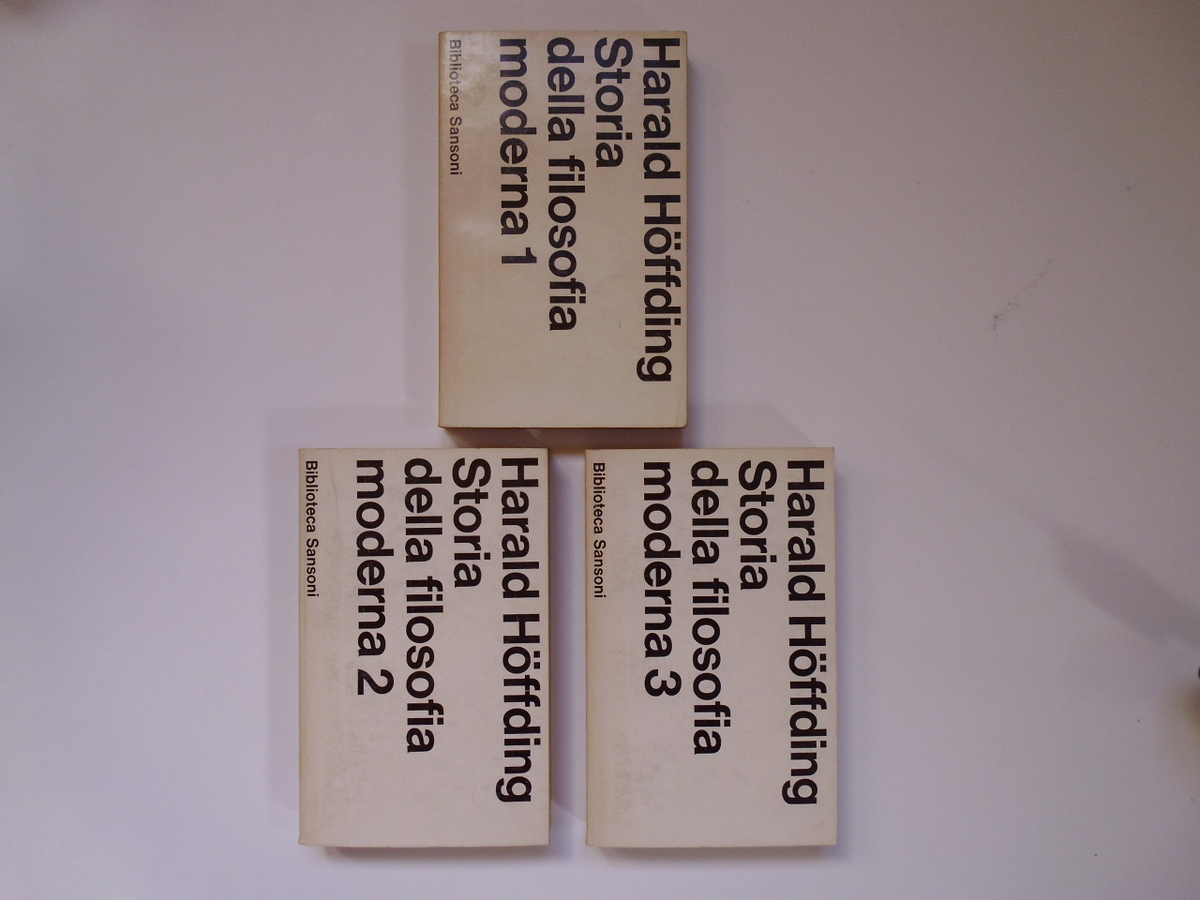 Harald Höffding
Storia
della filosofia
moderna 1
Biblioteca Sansoni
Harald Höffding
Storia
della filosofia
moderna 2
Biblioteca Sansoni
Harald Höffding
Storia
della filosofia
moderna 3
Biblioteca Sansoni